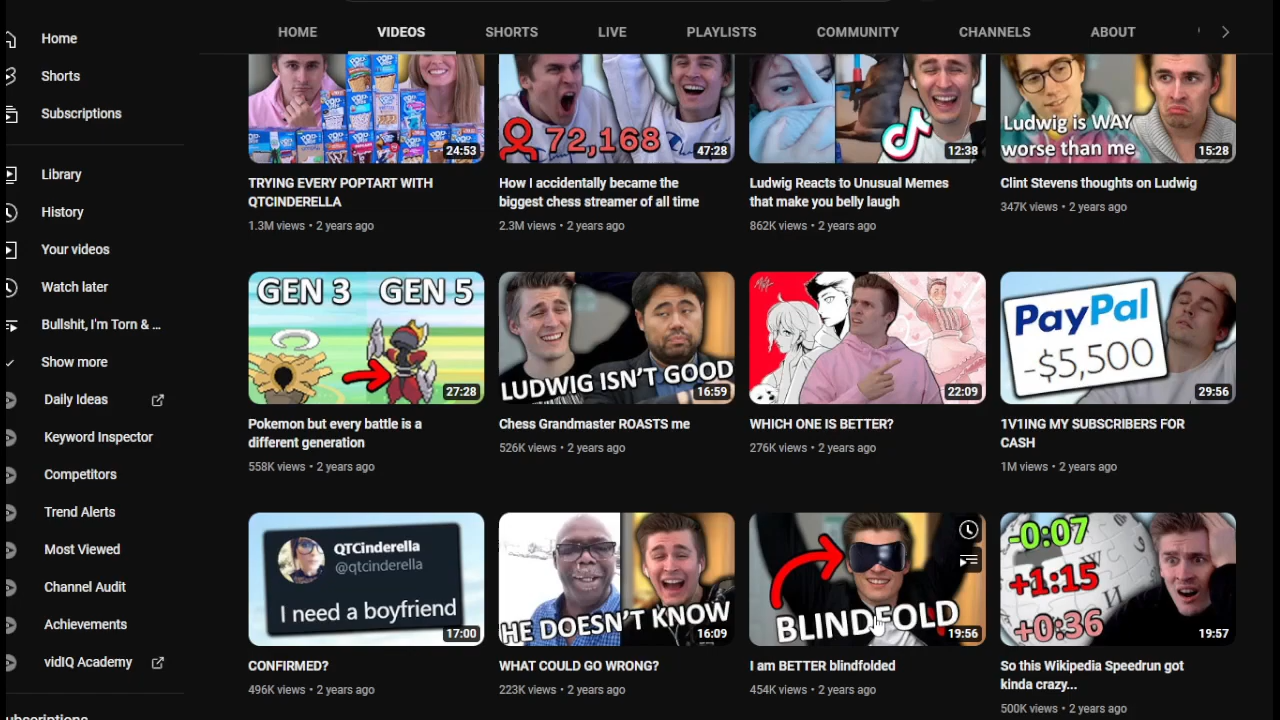 HOME VIDEOS SHORTS LIVE PLAYLISTS COMMUNITY CHANNELS ABOUT
Home
Shorts
Subscriptions
Library
History
Your videos
Watch later
Bullshit, I'm Torn & ...
Show more
Daily Ideas
Keyword Inspector
Competitors
Trend Alerts
Most Viewed
Channel Audit
Achievements
vidIQ Academy
24:53
TRYING EVERY POPTART WITH
QTCINDERELLA
1.3M views • 2 years ago
72,168
47:28
How I accidentally became the
biggest chess streamer of all time
2.3M views • 2 years ago
12:38
Ludwig Reacts to Unusual Memes
that make you belly laugh
862K views • 2 years ago
Ludwig is WAY
worse than me
15:28
Clint Stevens thoughts on Ludwig
347K views • 2 years ago
GEN 3 GEN 5
27:28
Pokemon but every battle is a
different generation
558K views • 2 years ago
LUDWIG ISN'T GOOD
16:59
Chess Grandmaster ROASTS me
526K views • 2 years ago
22:09
WHICH ONE IS BETTER?
276K views • 2 years ago
PayPal
-$5,500
29:56
1V1ING MY SUBSCRIBERS FOR
CASH
1M views • 2 years ago
QTCinderella
@qtcinderella
I need a boyfriend
17:00
CONFIRMED?
496K views • 2 years ago
HE DOESN'T KNOW
16:09
WHAT COULD GO WRONG?
223K views • 2 years ago
BLINDFOLD
19:56
I am BETTER blindfolded
454K views • 2 years ago
-0:07
+1:15
+0:36
19:57
So this Wikipedia Speedrun got
kinda crazy...
500K views • 2 years ago